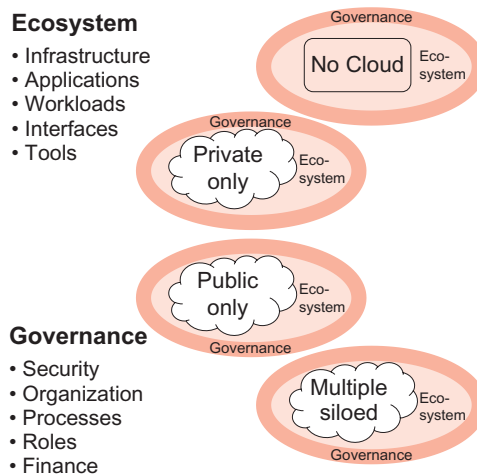 Ecosystem
• Infrastructure
• Applications
• Workloads
• Interfaces
• Tools
Governance
No Cloud
Eco-
system
Governance
Private
only
Eco-
system
Public
only
Eco-
system
Governance
Governance
• Security
• Organization
• Processes
• Roles
• Finance
Multiple
siloed
Eco-
system
Governance